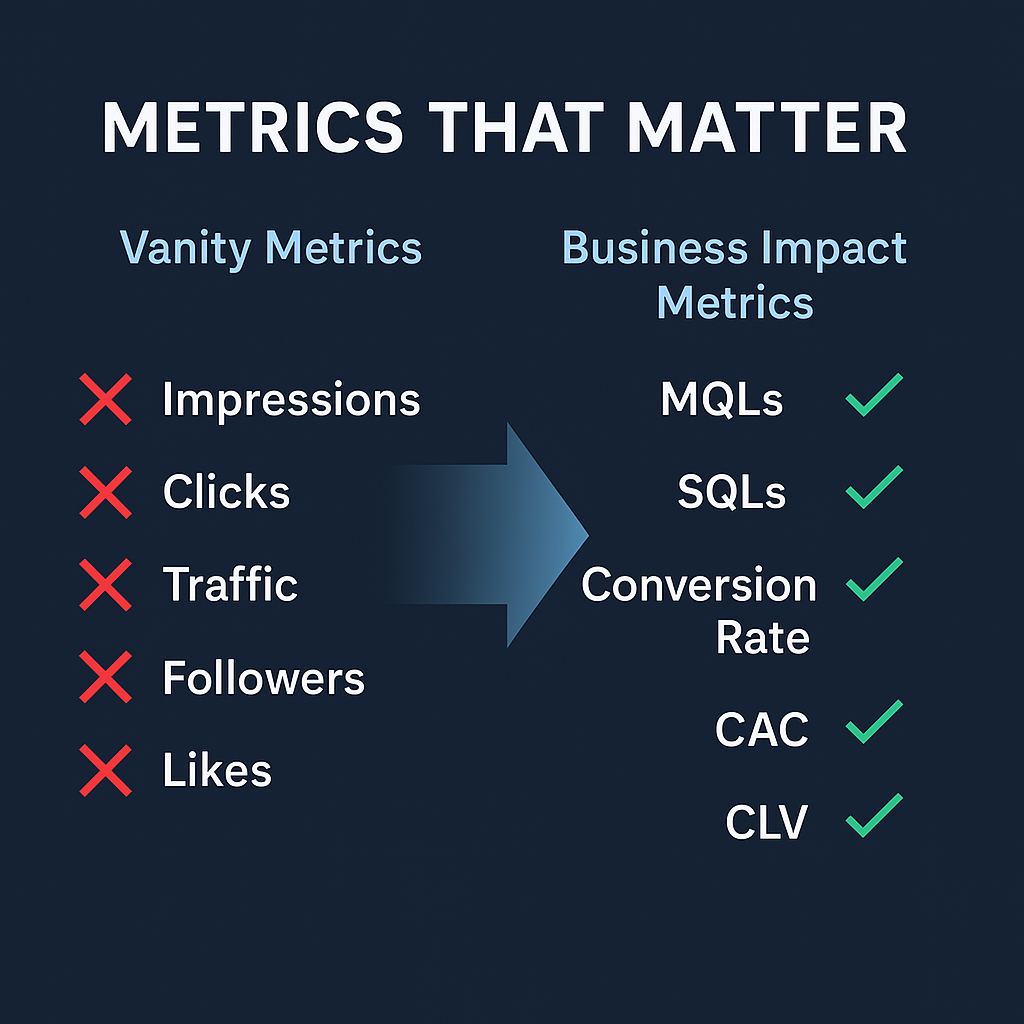 METRICS THAT MATTER
Vanity Metrics
Impressions
Clicks
Traffic
Followers
Likes
Business Impact
Metrics
MQLs
SQLs
Conversion
Rate
CAC
CLV